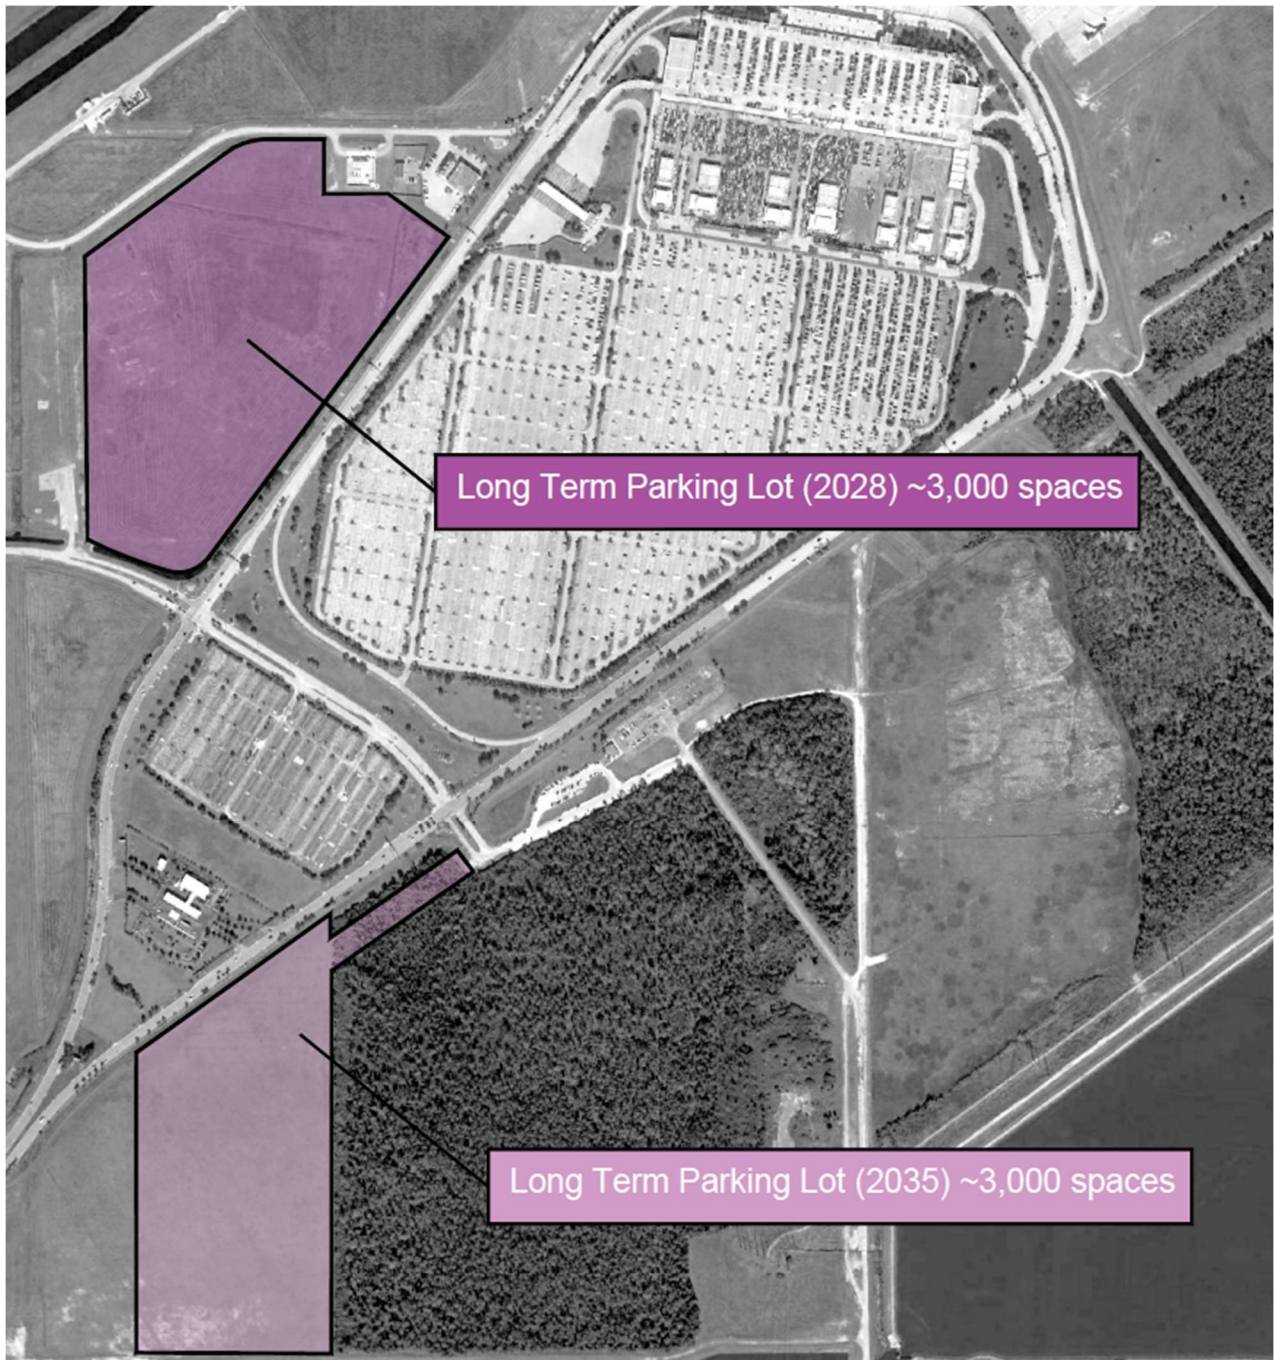 Long Term Parking Lot (2028) ~3,000 spaces
Long Term Parking Lot (2035) ~3,000 spaces